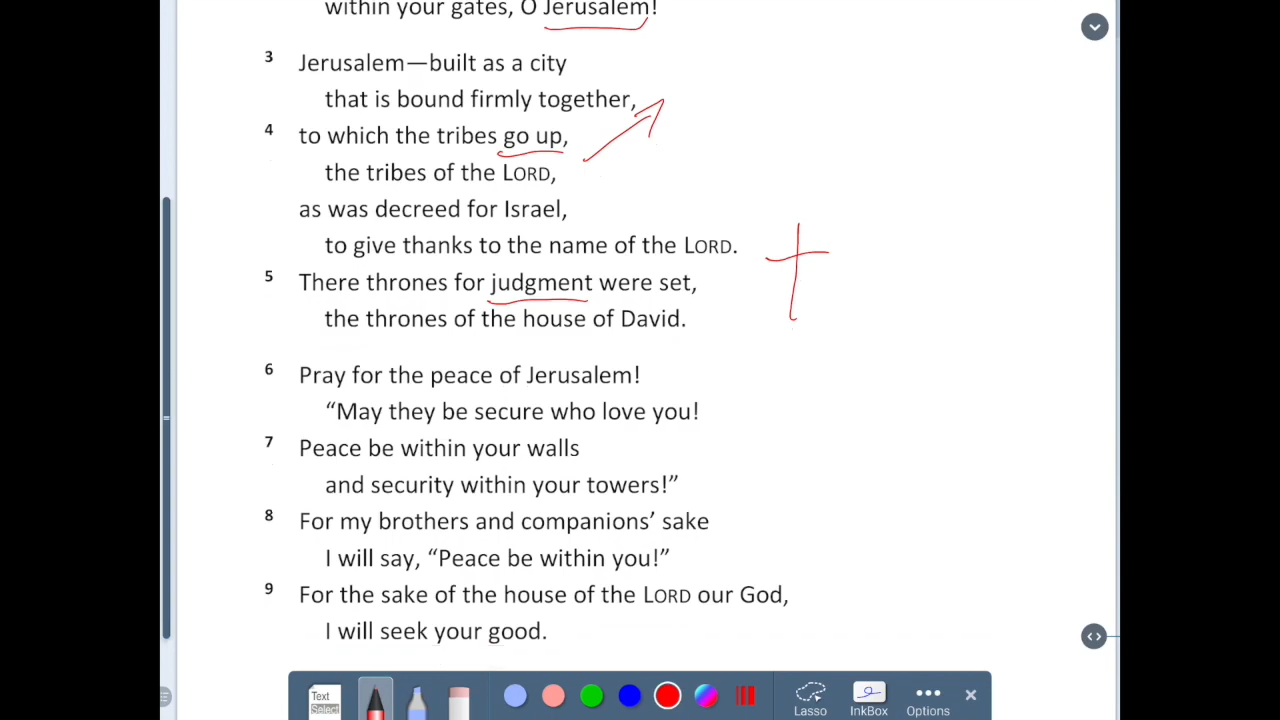 within your gates, O Jerusalem!
3 Jerusalem—built as a city
that is bound firmly together,
4 to which the tribes go up,
the tribes of the LORD,
as was decreed for Israel,
to give thanks to the name of the LORD.
5 There thrones for judgment were set,
the thrones of the house of David.
6 Pray for the peace of Jerusalem!
“May they be secure who love you!
7 Peace be within your walls
and security within your towers!”
8 For my brothers and companions’ sake
I will say, “Peace be within you!”
9 For the sake of the house of the LORD our God,
I will seek your good.
Text
Select
Lasso
InkBox
Options